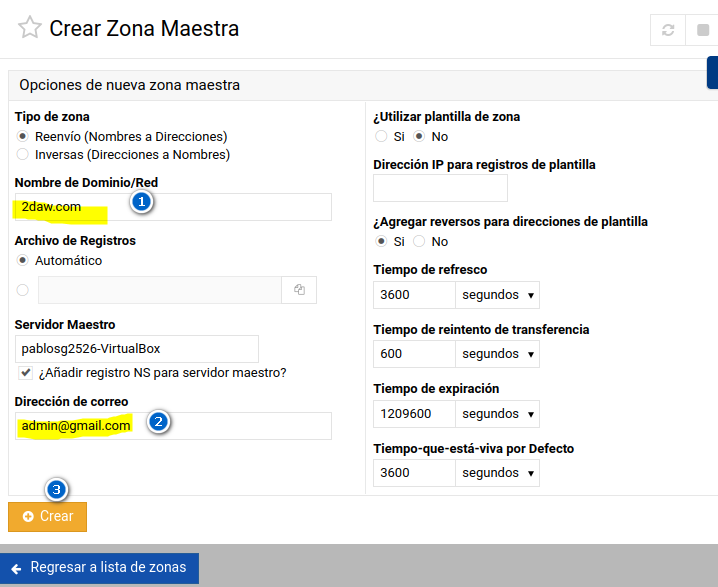 Crear Zona Maestra
Opciones de nueva zona maestra
Tipo de zona
Reenvío (Nombres a Direcciones)
Inversas (Direcciones a Nombres)
Nombre de Dominio/Red
2daw.com
1
Archivo de Registros
Automático
Servidor Maestro
pablosg2526-VirtualBox
¿Añadir registro NS para servidor maestro?
Dirección de correo
admin@gmail.com
2
¿Utilizar plantilla de zona
Si No
Dirección IP para registros de plantilla
¿Agregar reversos para direcciones de plantilla
Si No
Tiempo de refresco
3600 segundos
Tiempo de reintento de transferencia
600 segundos
Tiempo de expiración
1209600 segundos
Tiempo-que-está-viva por Defecto
3600 segundos
3
Crear
Regresar a lista de zonas